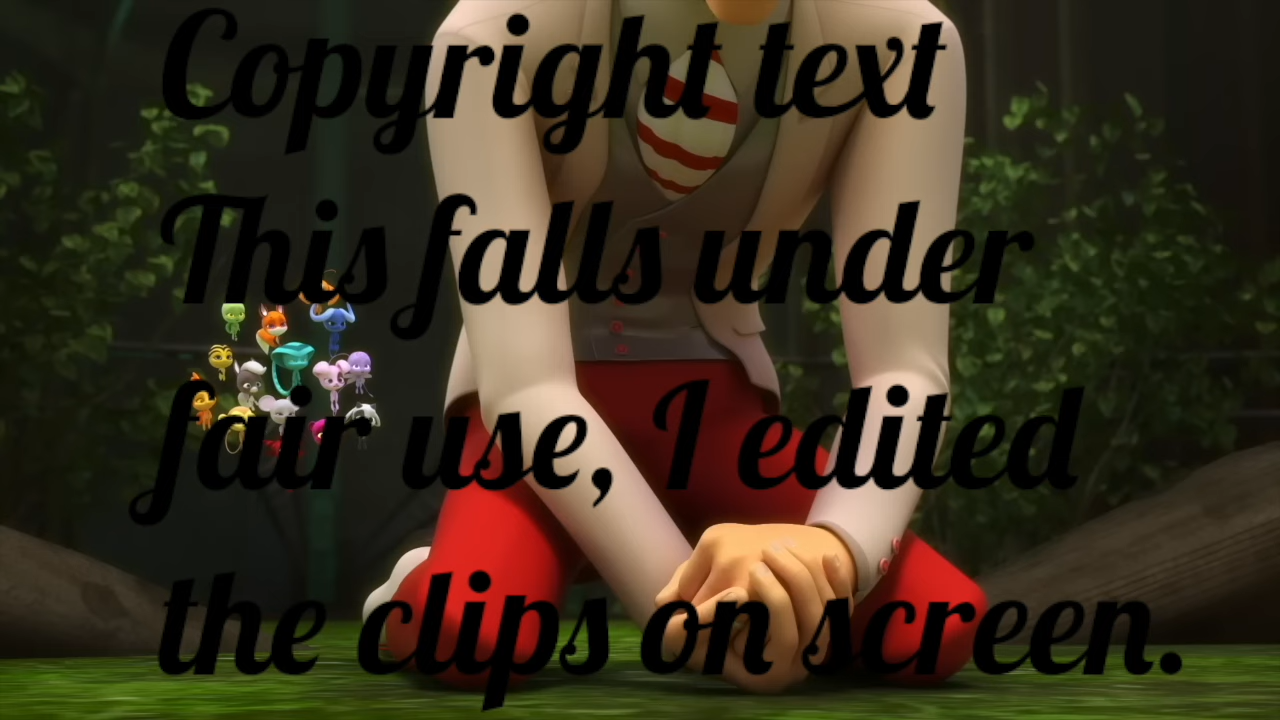 Copyright text
This falls under
fair use, I edited
the clips on screen.